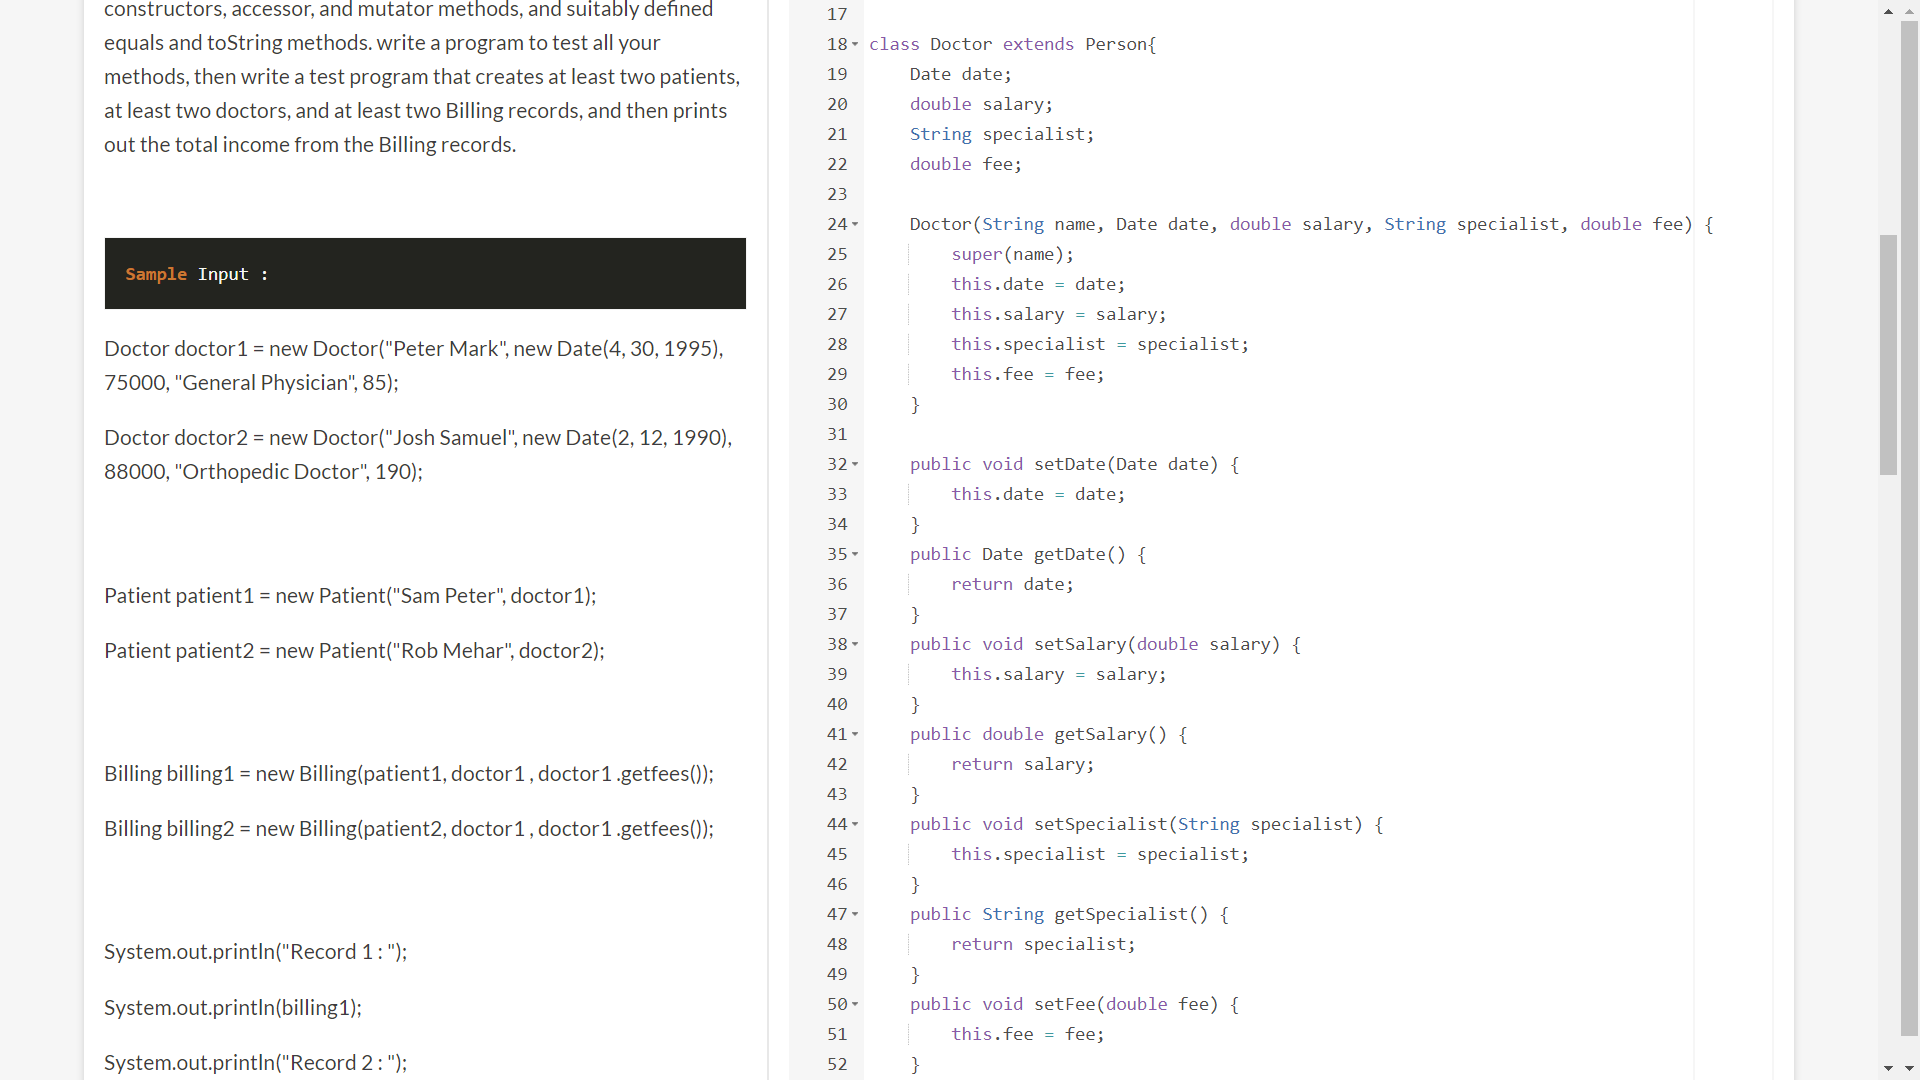 constructors, accessor, and mutator methods, and suitably defined
equals and toString methods. write a program to test all your
methods, then write a test program that creates at least two patients,
at least two doctors, and at least two Billing records, and then prints
out the total income from the Billing records.
Sample Input :
Doctor doctor1 = new Doctor("Peter Mark", new Date(4, 30, 1995),
75000, "General Physician", 85);
Doctor doctor2 = new Doctor("Josh Samuel", new Date(2, 12, 1990),
88000, "Orthopedic Doctor", 190);
Patient patient1 = new Patient("Sam Peter", doctor1);
Patient patient2 = new Patient("Rob Mehar", doctor2);
Billing billing1 = new Billing(patient1, doctor1 , doctor1 .getfees());
Billing billing2 = new Billing(patient2, doctor1 , doctor1 .getfees());
System.out.println("Record 1 : ");
System.out.println(billing1);
System.out.println("Record 2 : ");
17
18 class Doctor extends Person{
19 Date date;
20 double salary;
21 String specialist;
22 double fee;
23
24 Doctor(String name, Date date, double salary, String specialist, double fee) {
25 super(name);
26 this.date = date;
27 this.salary = salary;
28 this.specialist = specialist;
29 this.fee = fee;
30 }
31
32 public void setDate(Date date) {
33 this.date = date;
34 }
35 public Date getDate() {
36 return date;
37 }
38 public void setSalary(double salary) {
39 this.salary = salary;
40 }
41 public double getSalary() {
42 return salary;
43 }
44 public void setSpecialist(String specialist) {
45 this.specialist = specialist;
46 }
47 public String getSpecialist() {
48 return specialist;
49 }
50 public void setFee(double fee) {
51 this.fee = fee;
52 }